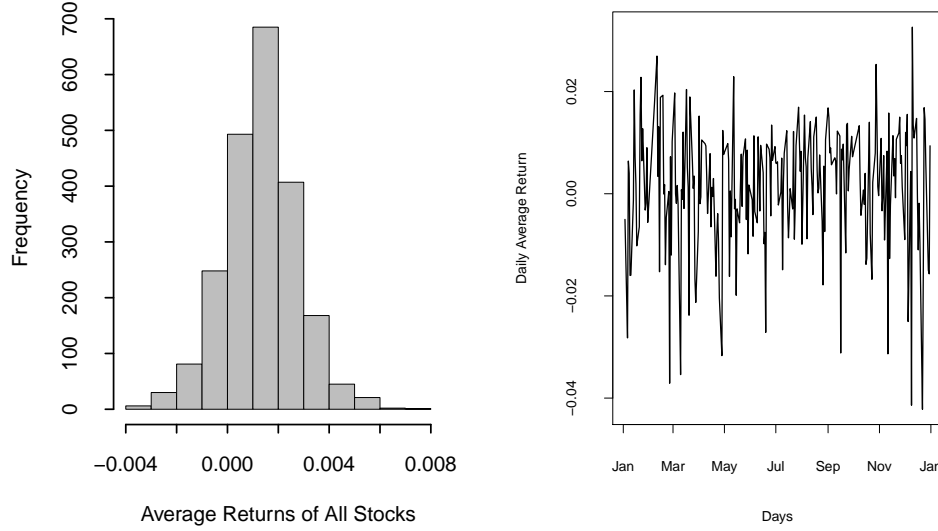 700
600
500
400
300
200
100
0
Frequency
−0.004 0.000 0.004 0.008
Average Returns of All Stocks
0.02
0.00
−0.02
−0.04
Daily Average Return
Jan Mar May Jul Sep Nov Jan
Days